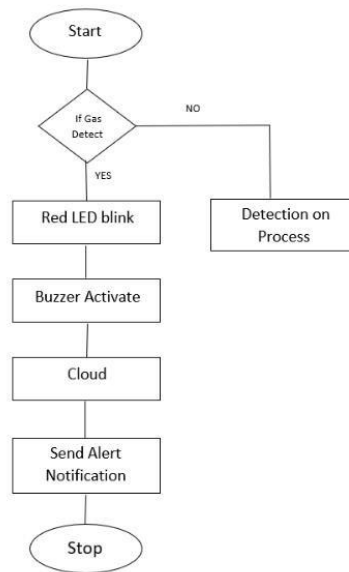 Start
If Gas
Detect
NO
YES
Red LED blink
Detection on
Process
Buzzer Activate
Cloud
Send Alert
Notification
Stop